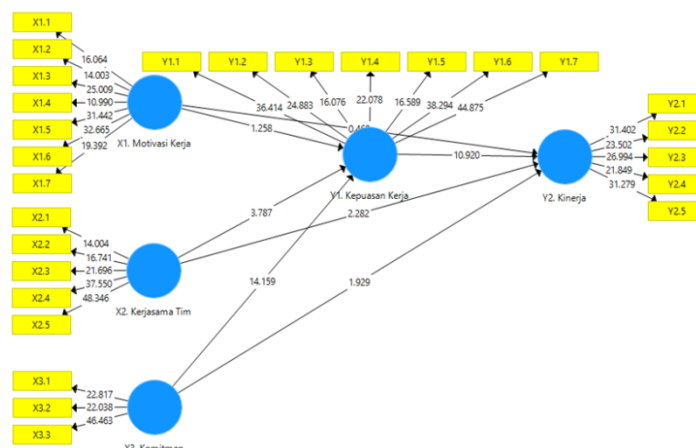 X1.1
X1.2
X1.3
X1.4
X1.5
X1.6
X1.7
16.064
14.003
25.009
10.990
31.442
32.665
19.392
X1. Motivasi Kerja
Y1.1
Y1.2
Y1.3
Y1.4
Y1.5
Y1.6
Y1.7
36.414
24.883
16.076
22.078
16.589
38.294
44.875
1.258
Y1. Kepuasan Kerja
10.920
Y2. Kinerja
Y2.1
Y2.2
Y2.3
Y2.4
Y2.5
31.402
23.502
26.994
21.849
31.279
X2.1
X2.2
X2.3
X2.4
X2.5
14.004
16.741
21.696
37.550
48.346
X2. Kerjasama Tim
3.787
2.282
14.159
1.929
X3.1
X3.2
X3.3
22.817
22.038
46.463